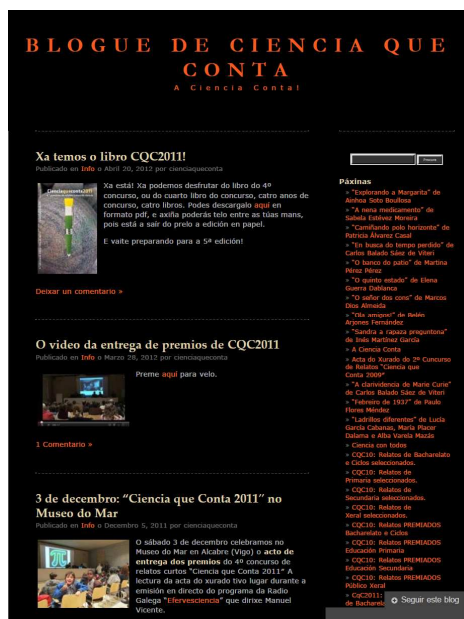 BLOGUE DE CIENCIA QUE
CONTA
A Ciencia Conta!
Xa temos o libro CQC2011!
Publicado en Info o Abril 20, 2012 por cienciaqueconta
Cienciaqueconta2011
Xa está! Xa podemos desfrutar do libro do 4º
concurso, ou do cuarto libro do concurso, catro anos de
concurso, catro libros. Podes descargalo aquí en
formato pdf, e axiña poderás telo entre as túas mans,
pois está a saír do prelo a edición en papel.
E vaite preparando para a 5ª edición!
Deixar un comentario »
O video da entrega de premios de CQC2011
Publicado en Info o Marzo 28, 2012 por cienciaqueconta
Preme aquí para velo.
1 Comentario »
3 de decembro: “Ciencia que Conta 2011” no
Museo do Mar
Publicado en Info o Decembro 5, 2011 por cienciaqueconta
O sábado 3 de decembro celebramos no
Museo do Mar en Alcabre (Vigo) o acto de
entrega dos premios do 4º concurso de
relatos curtos “Ciencia que Conta 2011” A
lectura da acta do xurado tivo lugar durante a
emisión en directo do programa da Radio
Galega “Efervesciencia” que dirixe Manuel
Vicente.
Páxinas
» "Explorando a Margarita" de
Ainhoa Soto Boullosa
» "A nena medicamento" de
Sabela Estévez Moreira
» "Camiñando polo horizonte" de
Patricia Álvarez Casal
» "En busca do tempo perdido" de
Carlos Balado Sáez de Viteri
» "O banco do patio" de Martina
Pérez Pérez
» "O quinto estado" de Elena
Guerra Dablanca
» "O señor dos cons" de Marcos
Dios Almeida
» "Ola amigos!" de Belén
Arjones Fernández
» "Sandra a rapaza preguntona"
de Inés Martínez García
» A Ciencia Conta
» Acta do Xurado do 2º Cuncurso
de Relatos "Ciencia que
Conta 2009"
» "A clarividencia de Marie Curie"
de Carlos Balado Sáez de Viteri
» "Febreiro de 1937" de Paulo
Flores Méndez
» "Ladrillos diferentes" de Lucía
García Cabanas, María Placer
Dalama e Alba Varela Mazás
» Ciencia con todos
» CQC10: Relatos de Bacharelato
e Ciclos seleccionados.
» CQC10: Relatos de
Primaria seleccionados.
» CQC10: Relatos de
Secundaria seleccionados.
» CQC10: Relatos de
Xeral seleccionados.
» CQC10: Relatos PREMIADOS
Bacharelato e Ciclos
» CQC10: Relatos PREMIADOS
Educación Primaria
» CQC10: Relatos PREMIADOS
Educación Secundaria
» CQC10: Relatos PREMIADOS
Público Xeral
» CqC2011:
de Bacharela
Seguir este blog